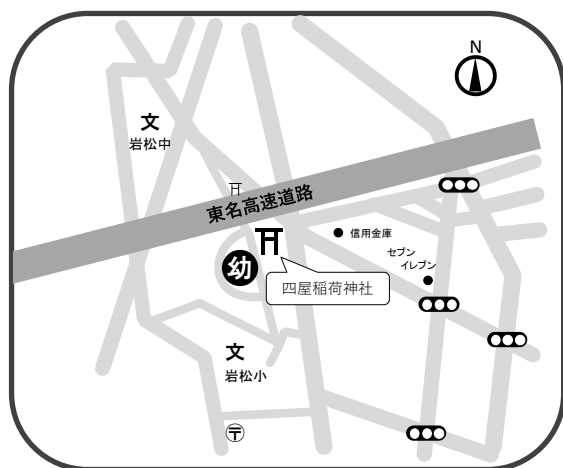 N
文
岩松中
東名高速道路
信用金庫
セブン
イレブン
幼
四屋稲荷神社
文
岩松小
〒